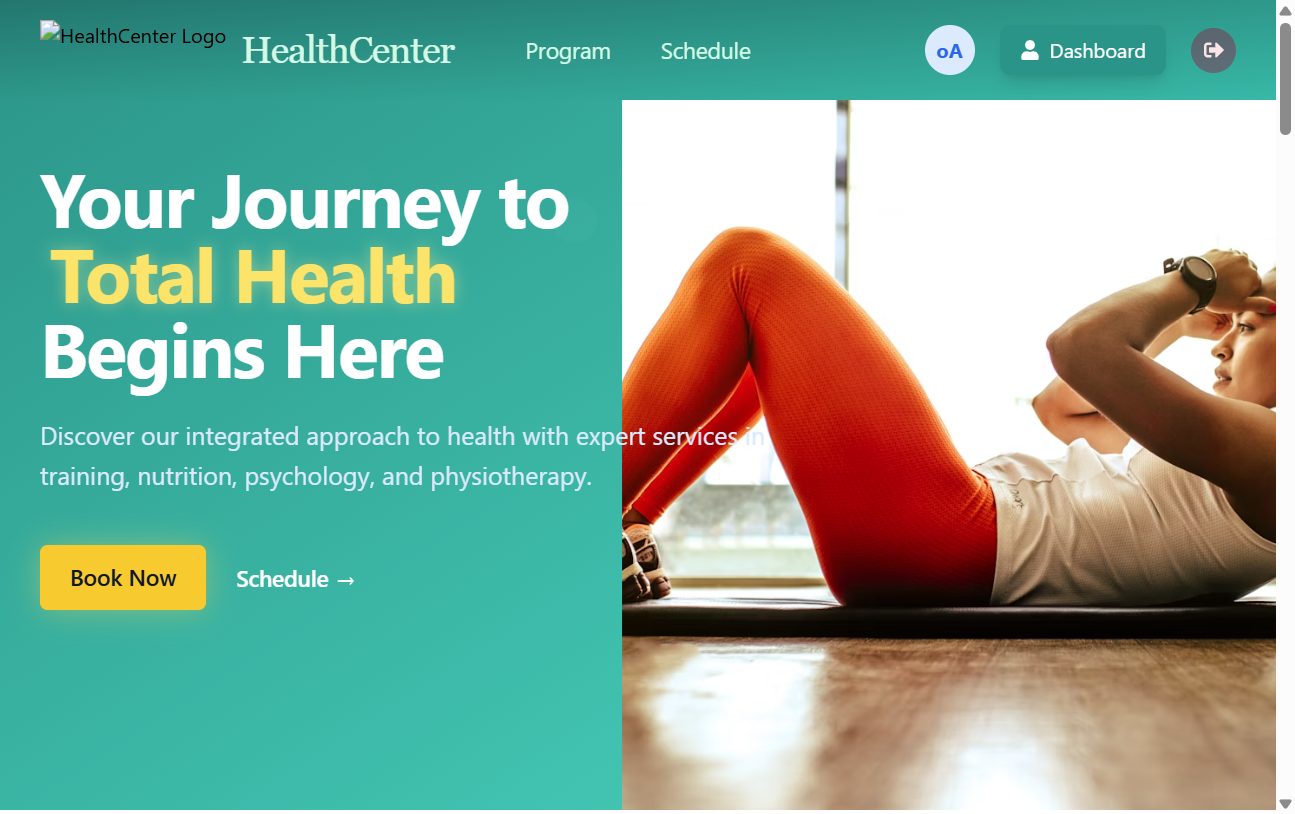 HealthCenter Logo
HealthCenter
Program
Schedule
oA
Dashboard
Your Journey to
Total Health
Begins Here
Discover our integrated approach to health with expert services in
training, nutrition, psychology, and physiotherapy.
Book Now
Schedule →